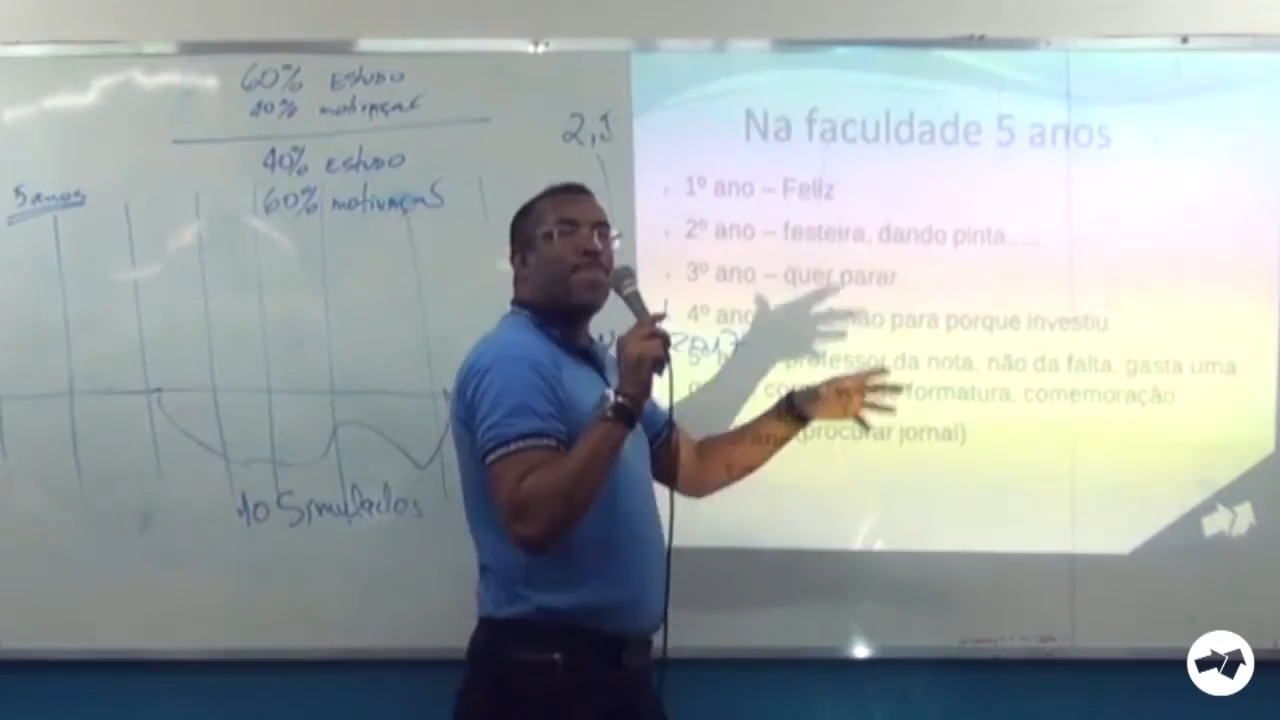 60% ESTUDO
40% motivação
40% ESTUDO
60% motivação
5 anos
2,5
10 Simulados
Na faculdade 5 anos
1º ano – Feliz
2º ano – festeira, dando pinta.....
3º ano – quer parar
4º ano não para porque investiu
5º professor da nota, não da falta, gasta uma
formatura, comemoração
(procurar jornal)
2017